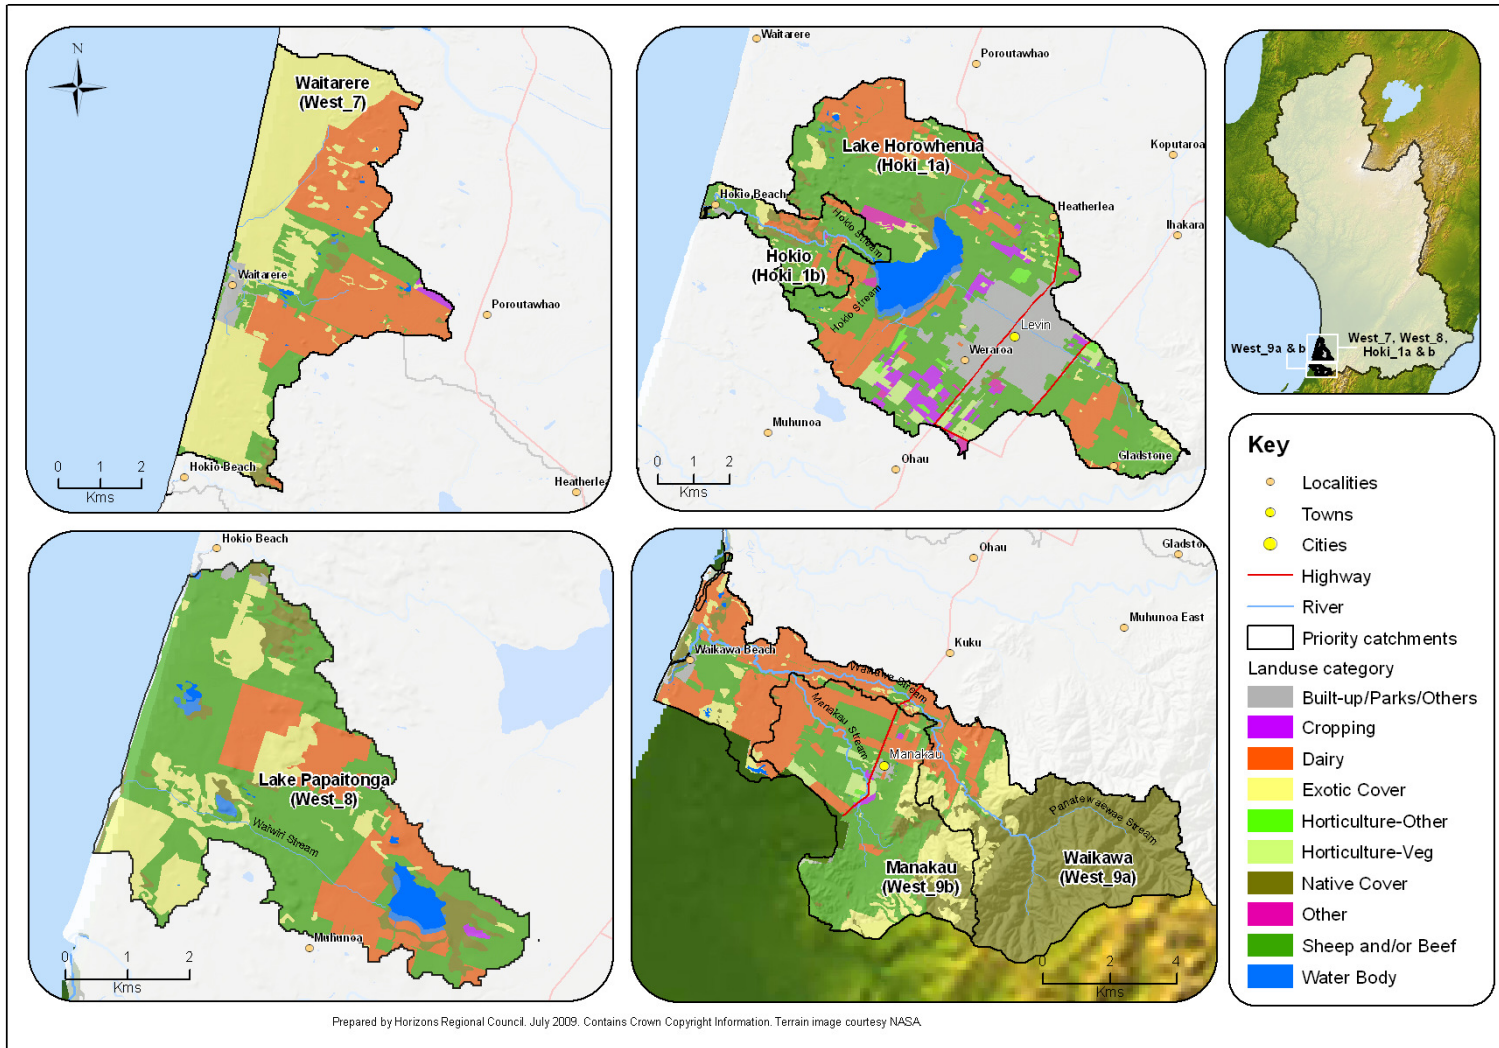 N
Waitarere
(West_7)
Waitarere
Poroutawhao
Hokio Beach
Heatherlea
0 1 2
Kms
Waitarere
Poroutawhao
Koputaroa
Lake Horowhenua
(Hoki_1a)
Hokio Beach
Heatherlea
Ihakara
Hokio Stream
Hokio
(Hoki_1b)
Hokio Stream
Levin
Weraroa
Muhunoa
Ohau
Gladstone
0 1 2
Kms
West_9a & b
West_7, West_8,
Hoki_1a & b
Hokio Beach
Lake Papaitonga
(West_8)
Waiwiri Stream
Muhunoa
0 1 2
Kms
Ohau
Gladston
Muhunoa East
Kuku
Waikawa Beach
Waikawa Stream
Manakau Stream
Manakau
Panatewaewae Stream
Manakau
(West_9b)
Waikawa
(West_9a)
0 2 4
Kms
Key
Localities
Towns
Cities
Highway
River
Priority catchments
Landuse category
Built-up/Parks/Others
Cropping
Dairy
Exotic Cover
Horticulture-Other
Horticulture-Veg
Native Cover
Other
Sheep and/or Beef
Water Body
Prepared by Horizons Regional Council. July 2009. Contains Crown Copyright Information. Terrain image courtesy NASA.